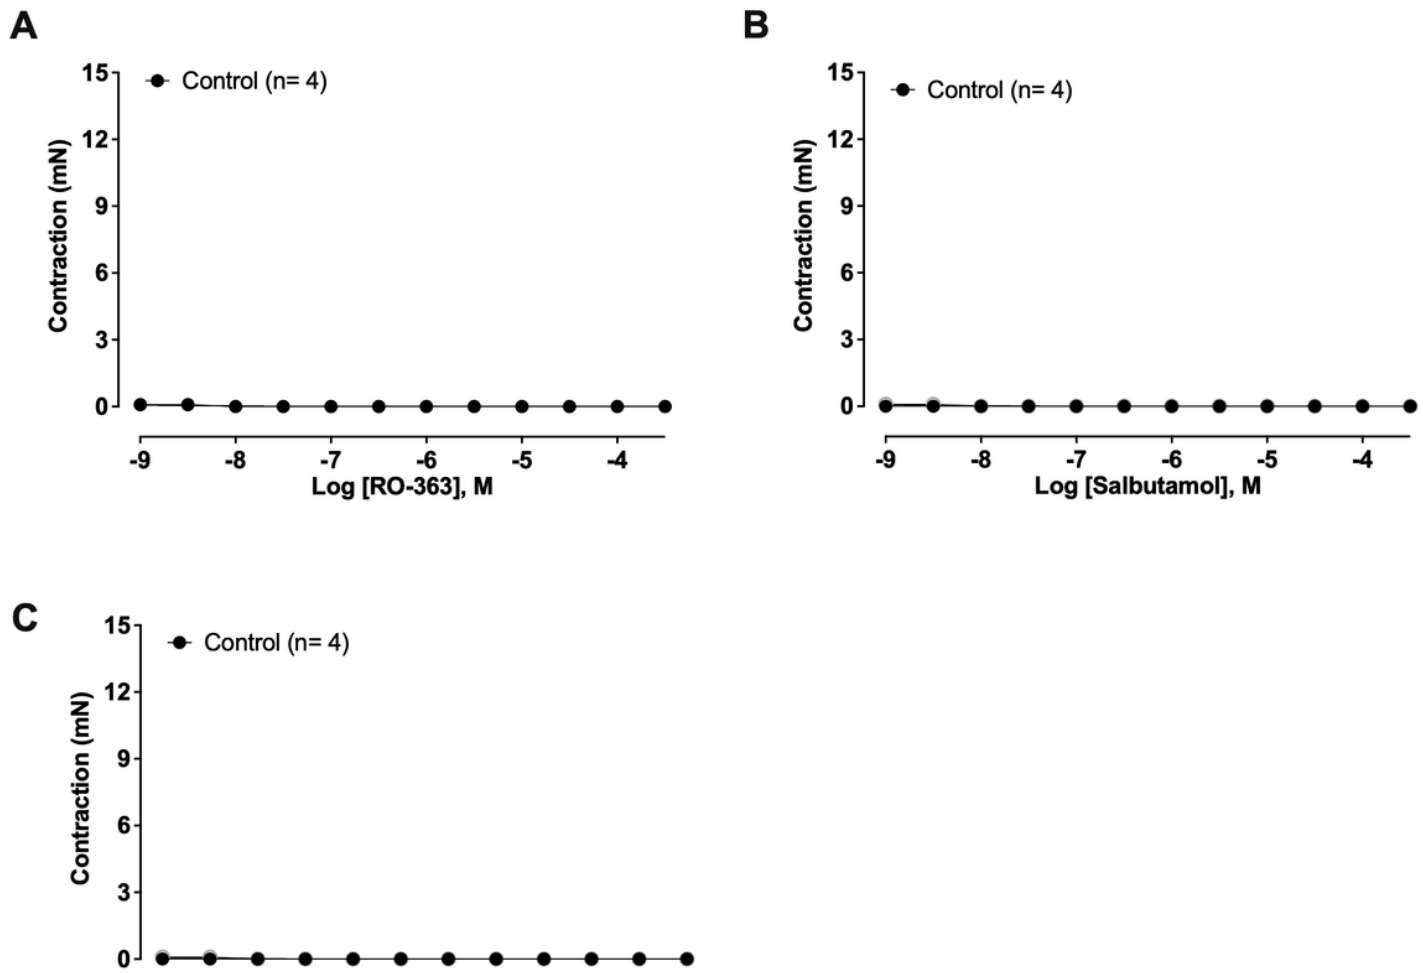 A
15
Control (n= 4)
12
9
6
3
0
Contraction (mN)
-9 -8 -7 -6 -5 -4
Log [RO-363], M
B
15
Control (n= 4)
12
9
6
3
0
Contraction (mN)
-9 -8 -7 -6 -5 -4
Log [Salbutamol], M
C
15
Control (n= 4)
12
9
6
3
0
Contraction (mN)